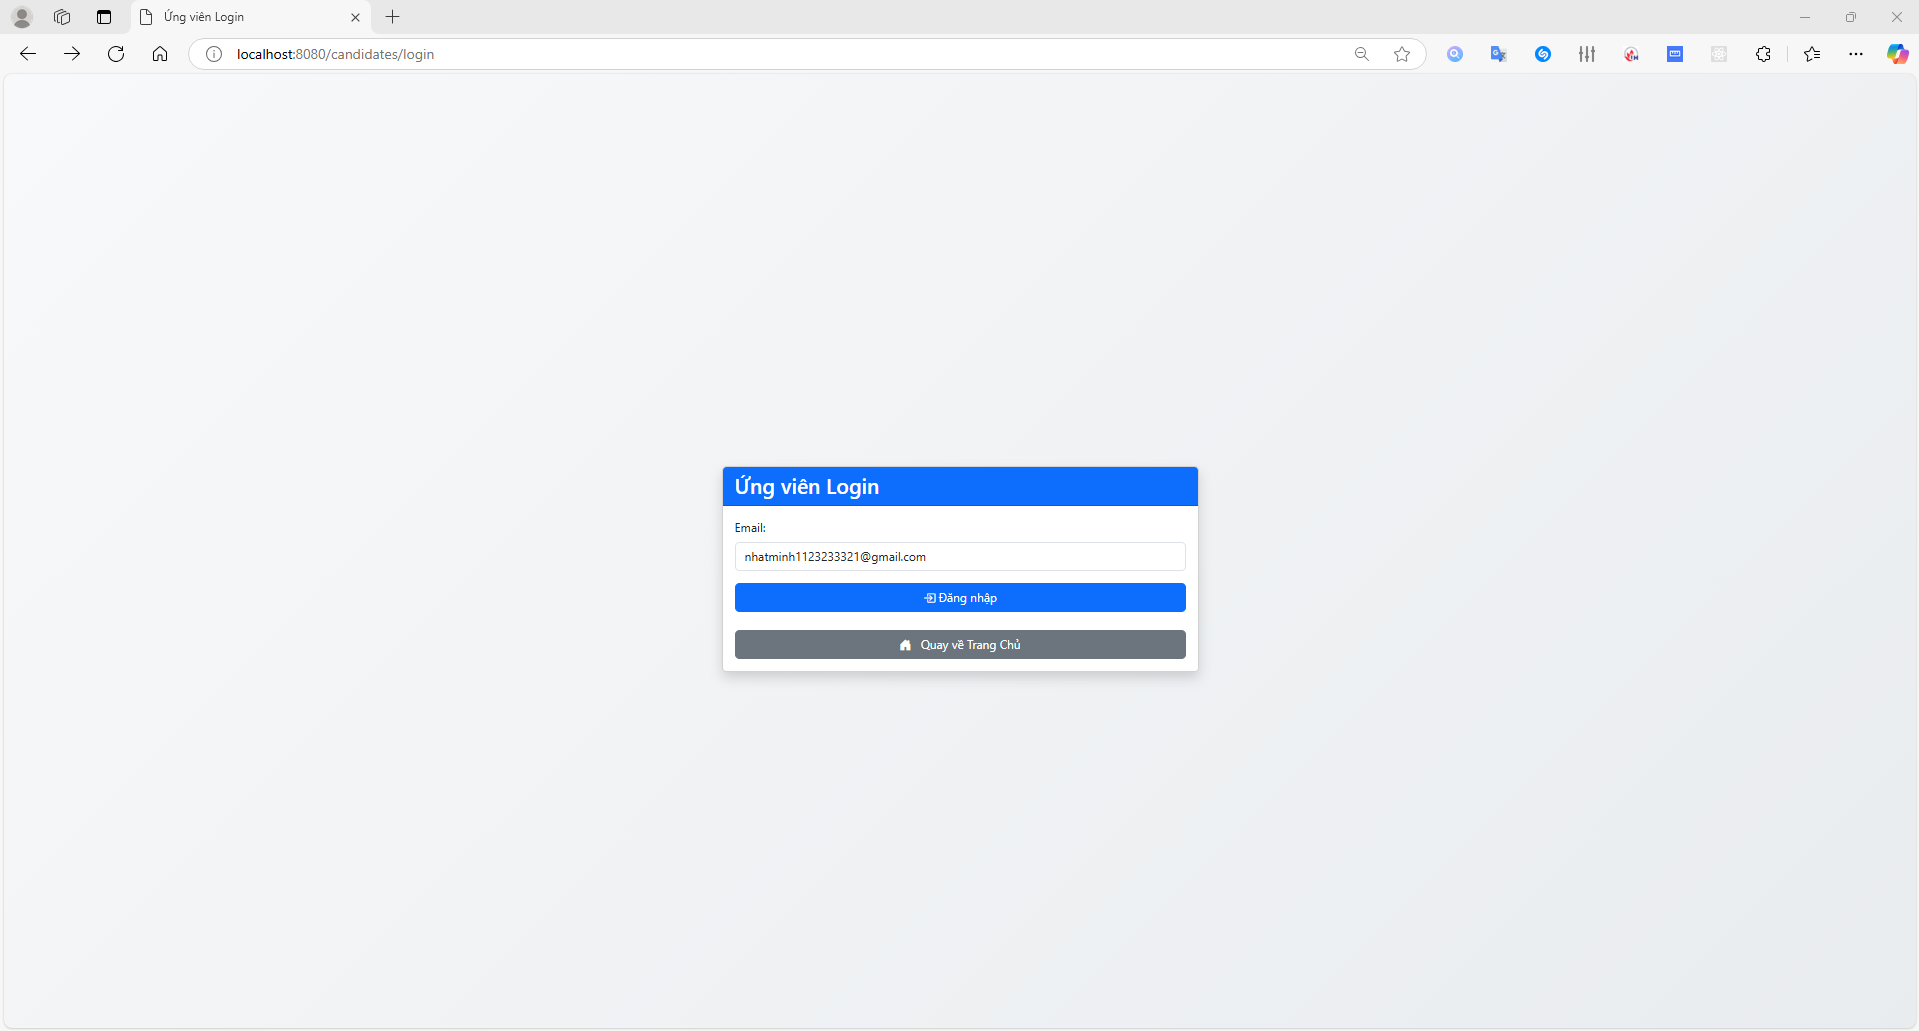 Ứng viên Login
localhost:8080/candidates/login
Ứng viên Login
Email:
nhatminh1123233321@gmail.com
Đăng nhập
Quay về Trang Chủ